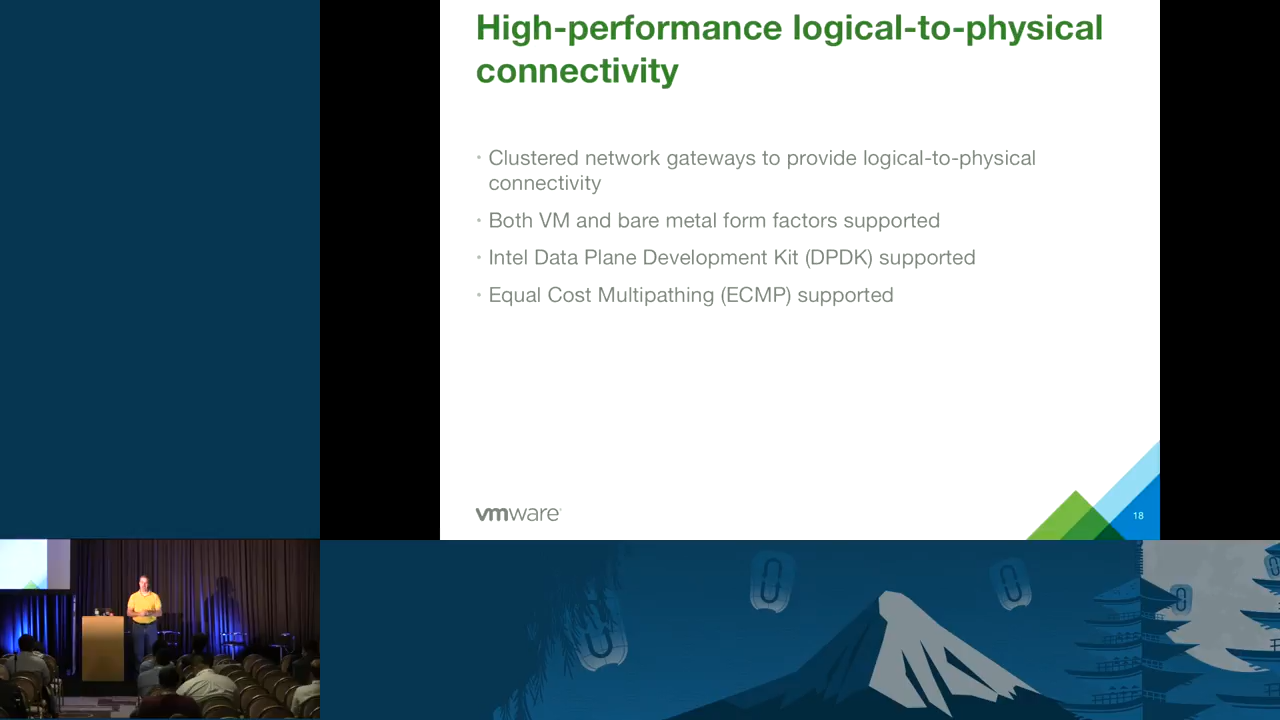 High-performance logical-to-physical
connectivity
• Clustered network gateways to provide logical-to-physical
connectivity
• Both VM and bare metal form factors supported
• Intel Data Plane Development Kit (DPDK) supported
• Equal Cost Multipathing (ECMP) supported
vmware
18